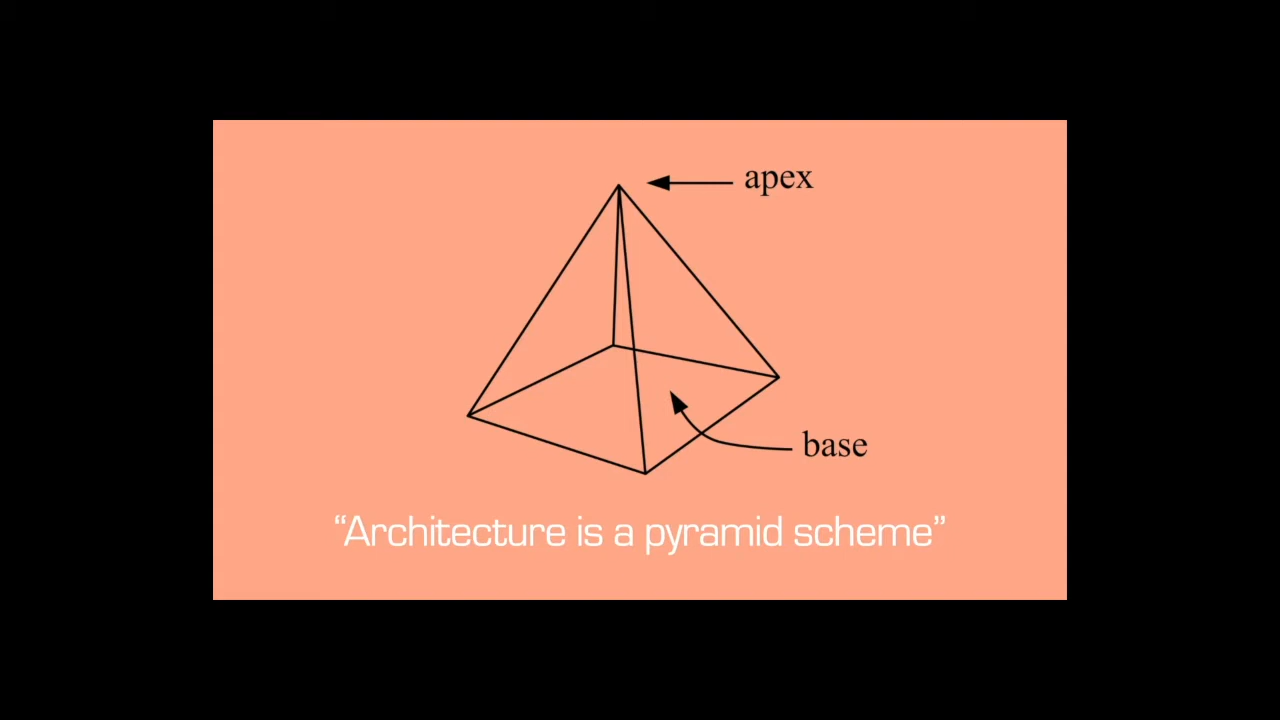 apex
base
“Architecture is a pyramid scheme”